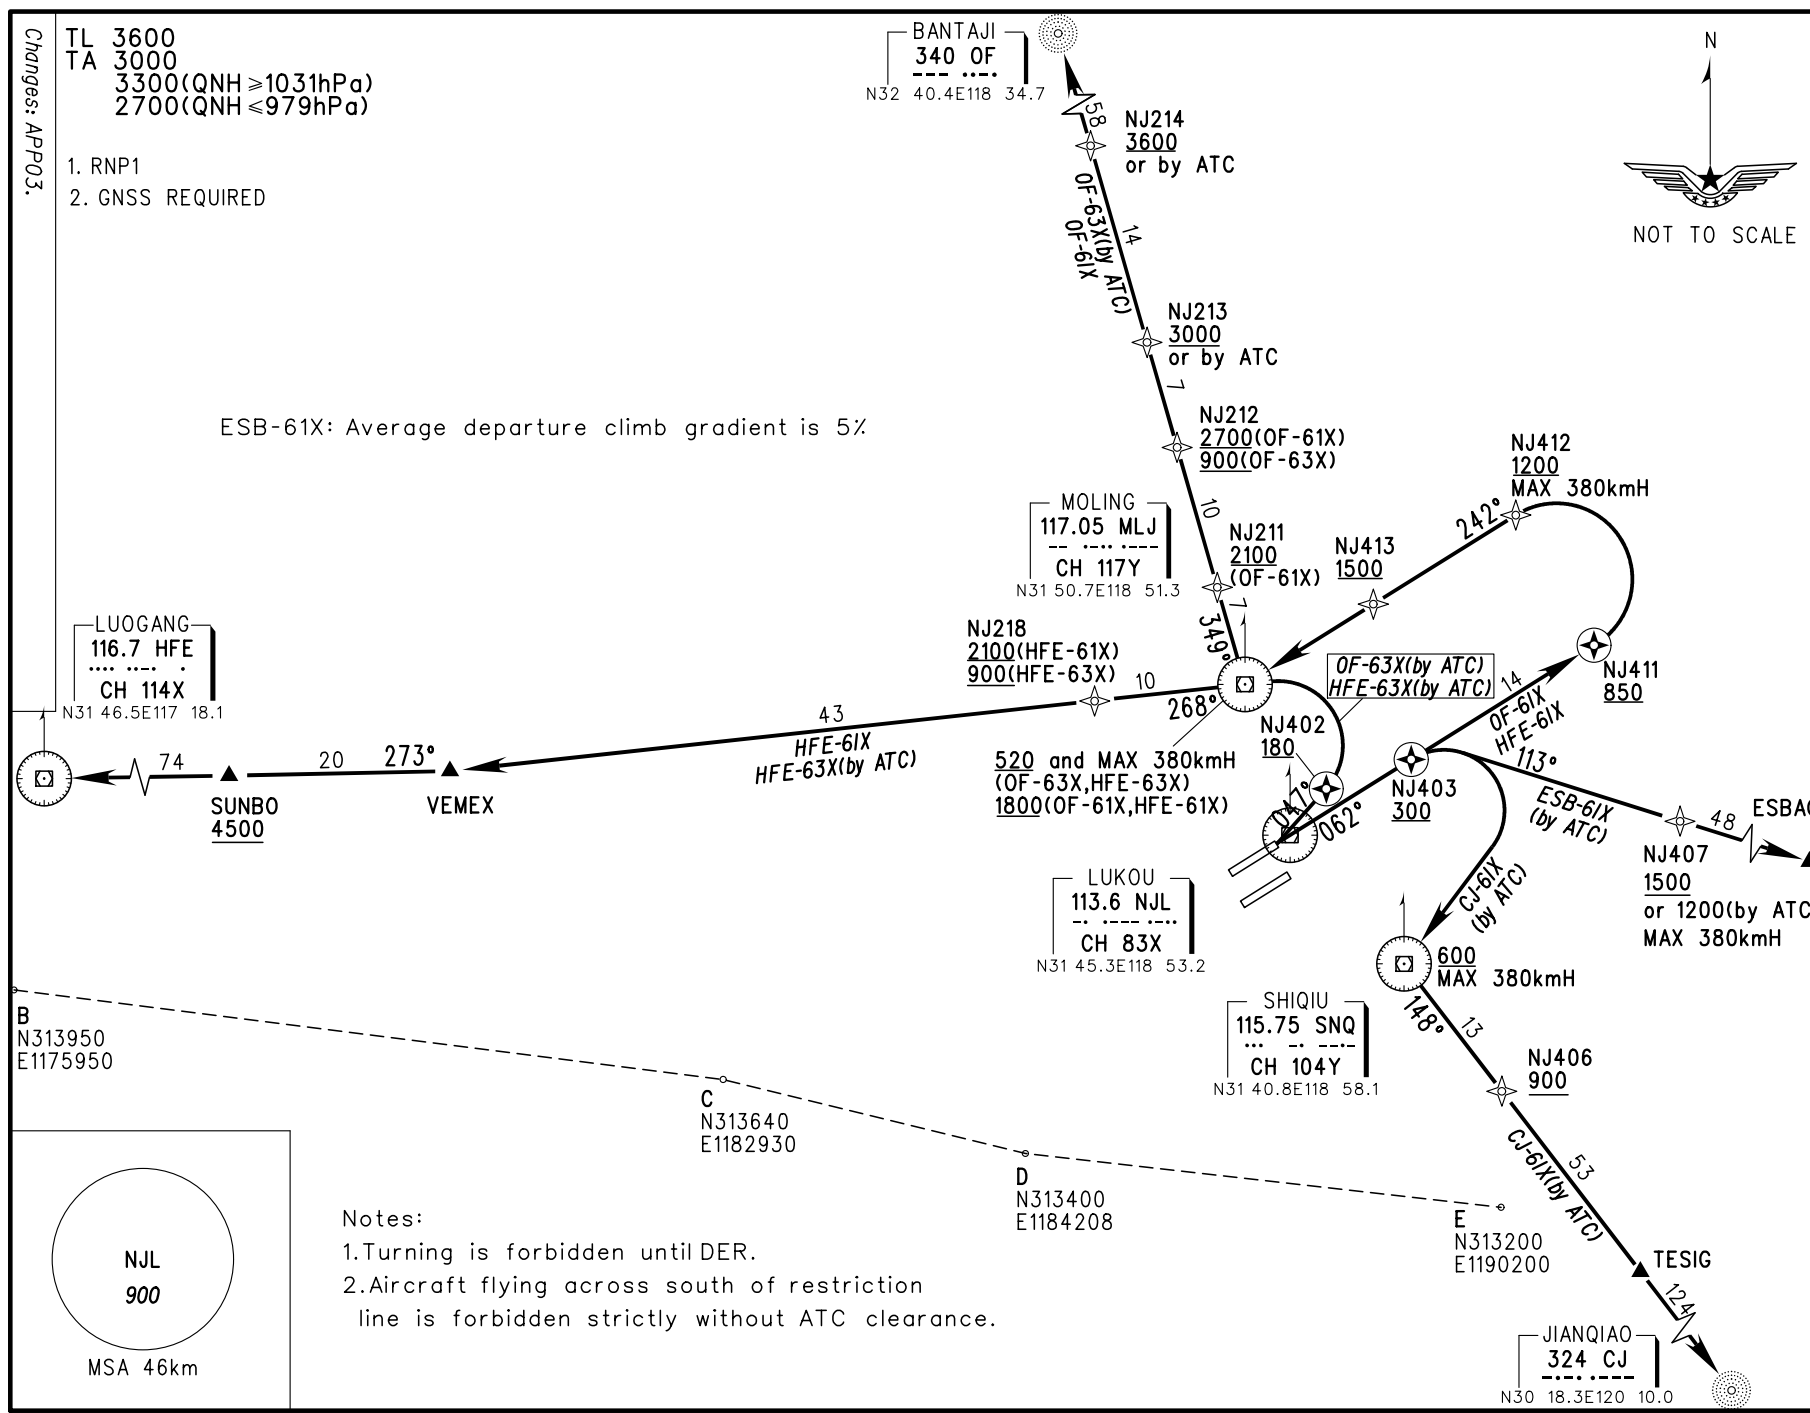 Changes: APP03.
TL 3600
TA 3000
3300(QNH ≥1031hPa)
2700(QNH ≤979hPa)
1. RNP1
2. GNSS REQUIRED
BANTAJI
340 OF
N32 40.4E118 34.7
N
NOT TO SCALE
58
NJ214
3600
or by ATC
OF-63X(by ATC)
OF-61X
14
NJ213
3000
or by ATC
7
ESB-61X: Average departure climb gradient is 5%
NJ212
2700(OF-61X)
900(OF-63X)
10
NJ412
1200
MAX 380kmH
242°
MOLING
117.05 MLJ
CH 117Y
N31 50.7E118 51.3
NJ211
2100
(OF-61X)
7
349°
NJ413
1500
LUOGANG
116.7 HFE
CH 114X
N31 46.5E117 18.1
NJ218
2100(HFE-61X)
900(HFE-63X)
10
268°
OF-63X(by ATC)
HFE-63X(by ATC)
NJ411
850
14
OF-61X
HFE-61X
43
HFE-61X
HFE-63X(by ATC)
NJ402
180
74
20
273°
SUNBO
4500
VEMEX
520 and MAX 380kmH
(OF-63X,HFE-63X)
1800(OF-61X,HFE-61X)
047°
062°
NJ403
300
113°
ESB-61X
(by ATC)
48
NJ407
1500
or 1200(by ATC
MAX 380kmH
LUKOU
113.6 NJL
CH 83X
N31 45.3E118 53.2
CJ-61X
(by ATC)
600
MAX 380kmH
148°
SHIQIU
115.75 SNQ
CH 104Y
N31 40.8E118 58.1
13
NJ406
900
B
N313950
E1175950
C
N313640
E1182930
D
N313400
E1184208
E
N313200
E1190200
CJ-61X(by ATC)
53
TESIG
124
JIANQIAO
324 CJ
N30 18.3E120 10.0
NJL
900
MSA 46km
Notes:
1.Turning is forbidden until DER.
2.Aircraft flying across south of restriction
line is forbidden strictly without ATC clearance.